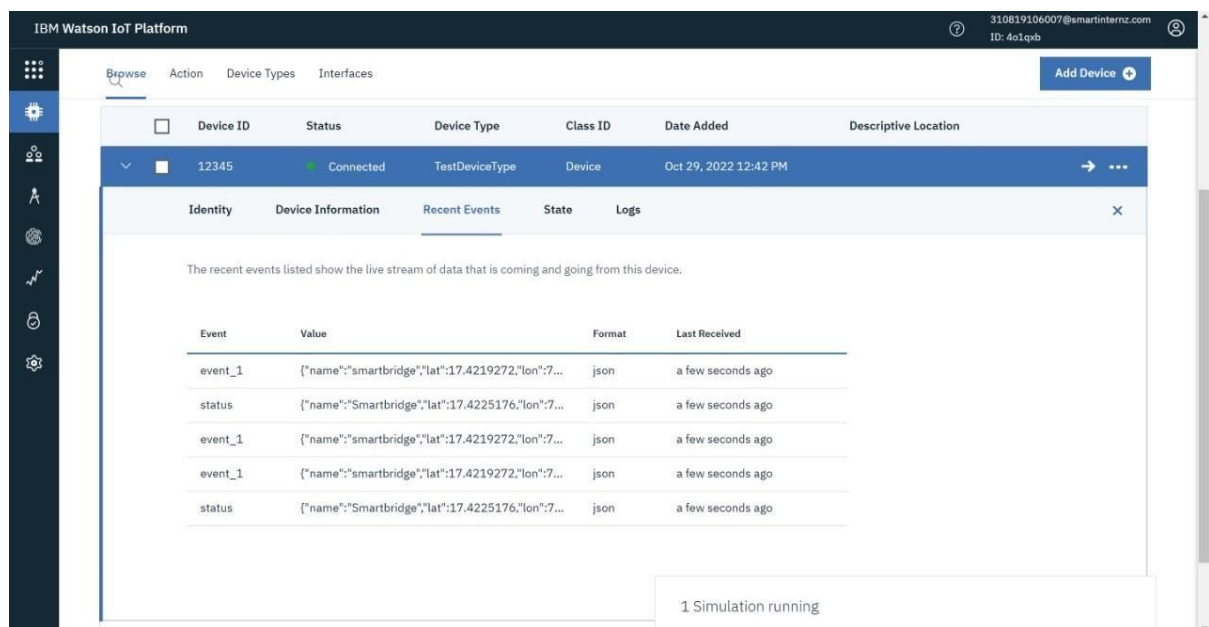 IBM Watson IoT Platform
310819106007@smartinternz.com
ID: 4o1qxb
Browse Action Device Types Interfaces
Add Device
Device ID Status Device Type Class ID Date Added Descriptive Location
12345 Connected TestDeviceType Device Oct 29, 2022 12:42 PM
Identity Device Information Recent Events State Logs
The recent events listed show the live stream of data that is coming and going from this device.
Event Value Format Last Received
event_1 {"name":"smartbridge","lat":17.4219272,"lon":7... json a few seconds ago
status {"name":"Smartbridge","lat":17.4225176,"lon":7... json a few seconds ago
event_1 {"name":"smartbridge","lat":17.4219272,"lon":7... json a few seconds ago
event_1 {"name":"smartbridge","lat":17.4219272,"lon":7... json a few seconds ago
status {"name":"Smartbridge","lat":17.4225176,"lon":7... json a few seconds ago
1 Simulation running